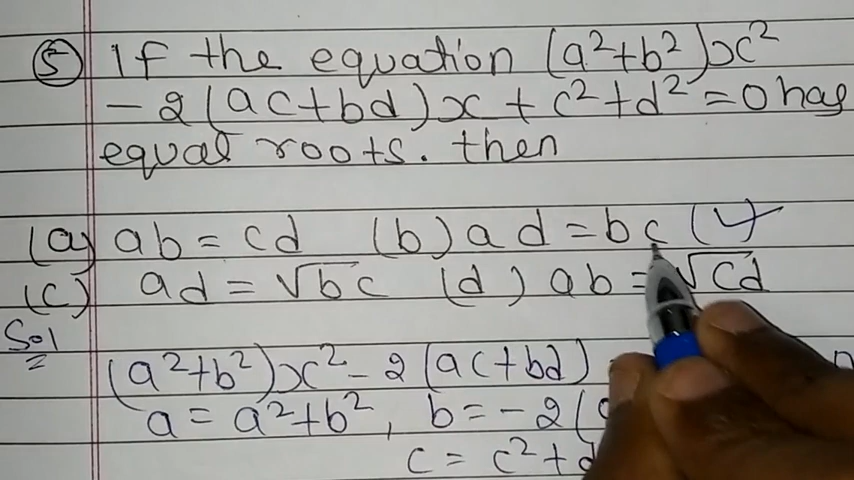 (5) If the equation (a²+b²)x²
- 2(ac+bd)x + c²+d² = 0 has
equal roots. then
(a) ab = cd (b) ad = bc (✓)
(c) ad = √bc (d) ab = √cd
Sol
(a²+b²)x² - 2(ac+bd)
a = a²+b², b = -2(
c = c²+d